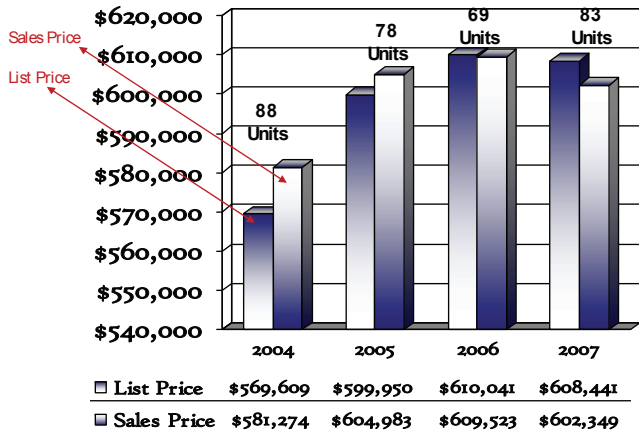 $620,000
$610,000
$600,000
$590,000
$580,000
$570,000
$560,000
$550,000
$540,000
Sales Price
List Price
88
Units
78
Units
69
Units
83
Units
2004 2005 2006 2007
List Price $569,609 $599,950 $610,041 $608,441
Sales Price $581,274 $604,983 $609,523 $602,349